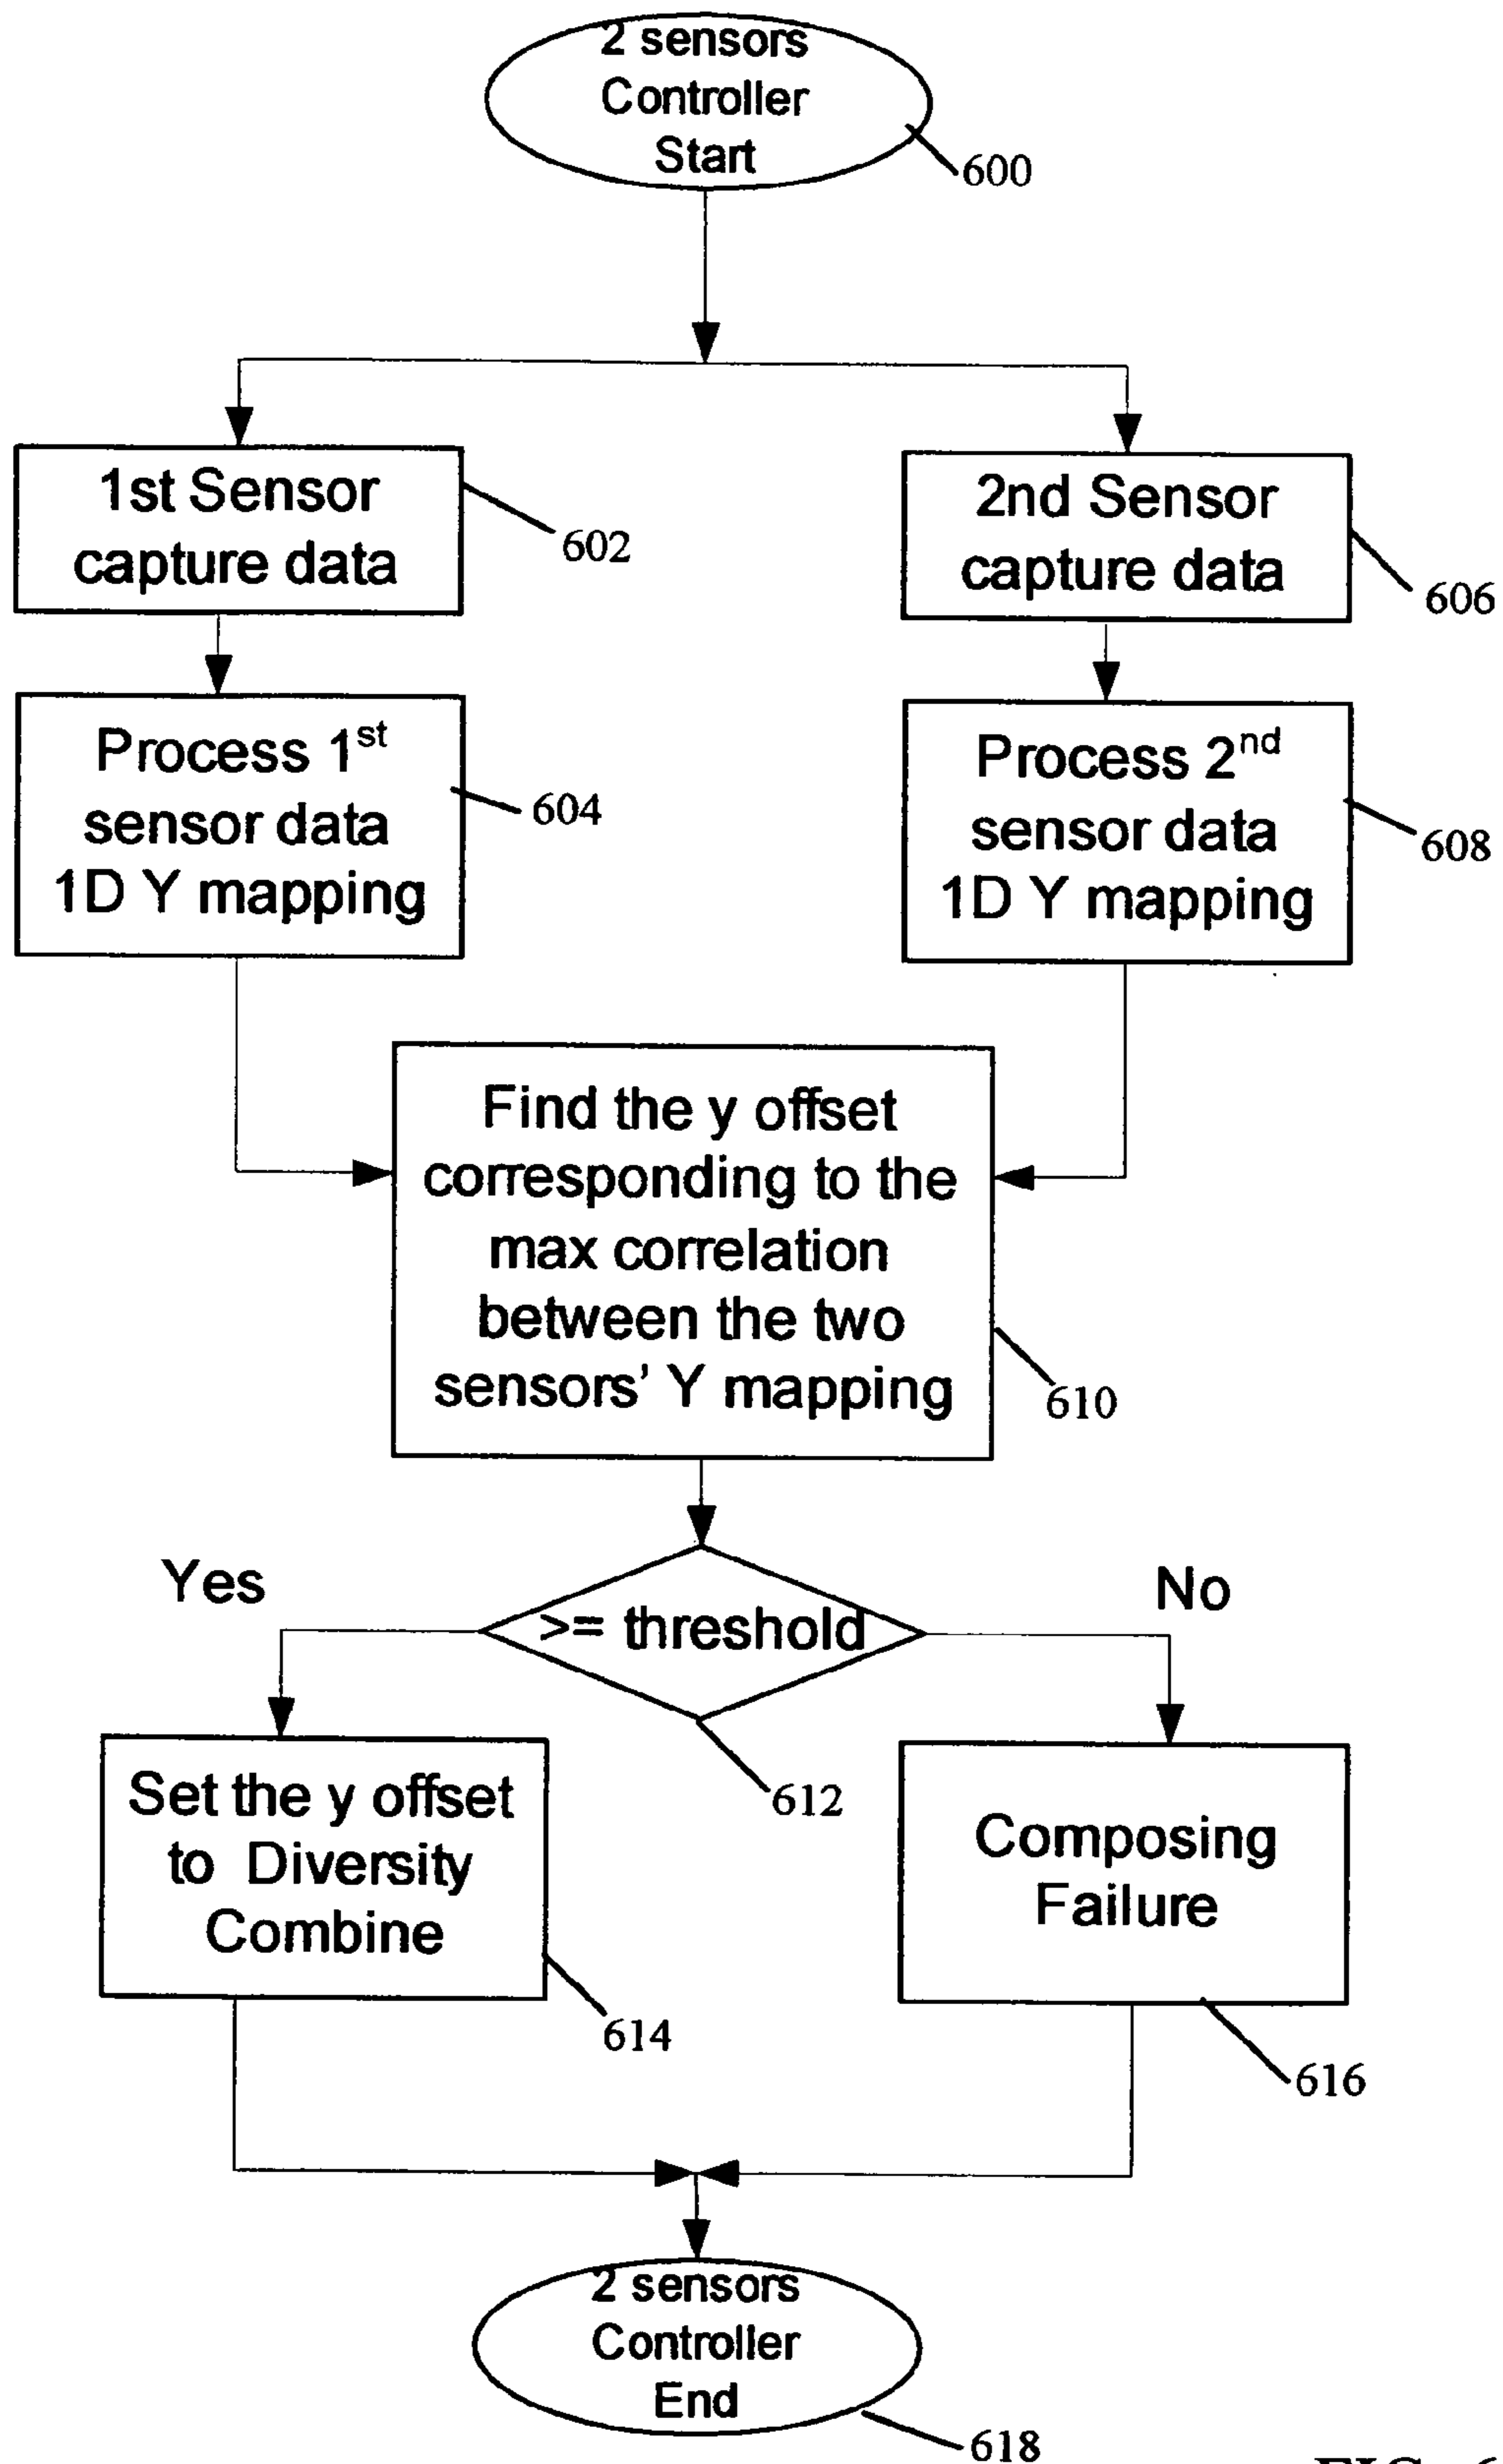 2 sensors
Controller
Start
600
1st Sensor
capture data
602
2nd Sensor
capture data
606
Process 1st
sensor data
1D Y mapping
604
Process 2nd
sensor data
1D Y mapping
608
Find the y offset
corresponding to the
max correlation
between the two
sensors' Y mapping
610
Yes
>= threshold
No
612
Set the y offset
to Diversity
Combine
614
Composing
Failure
616
2 sensors
Controller
End
618